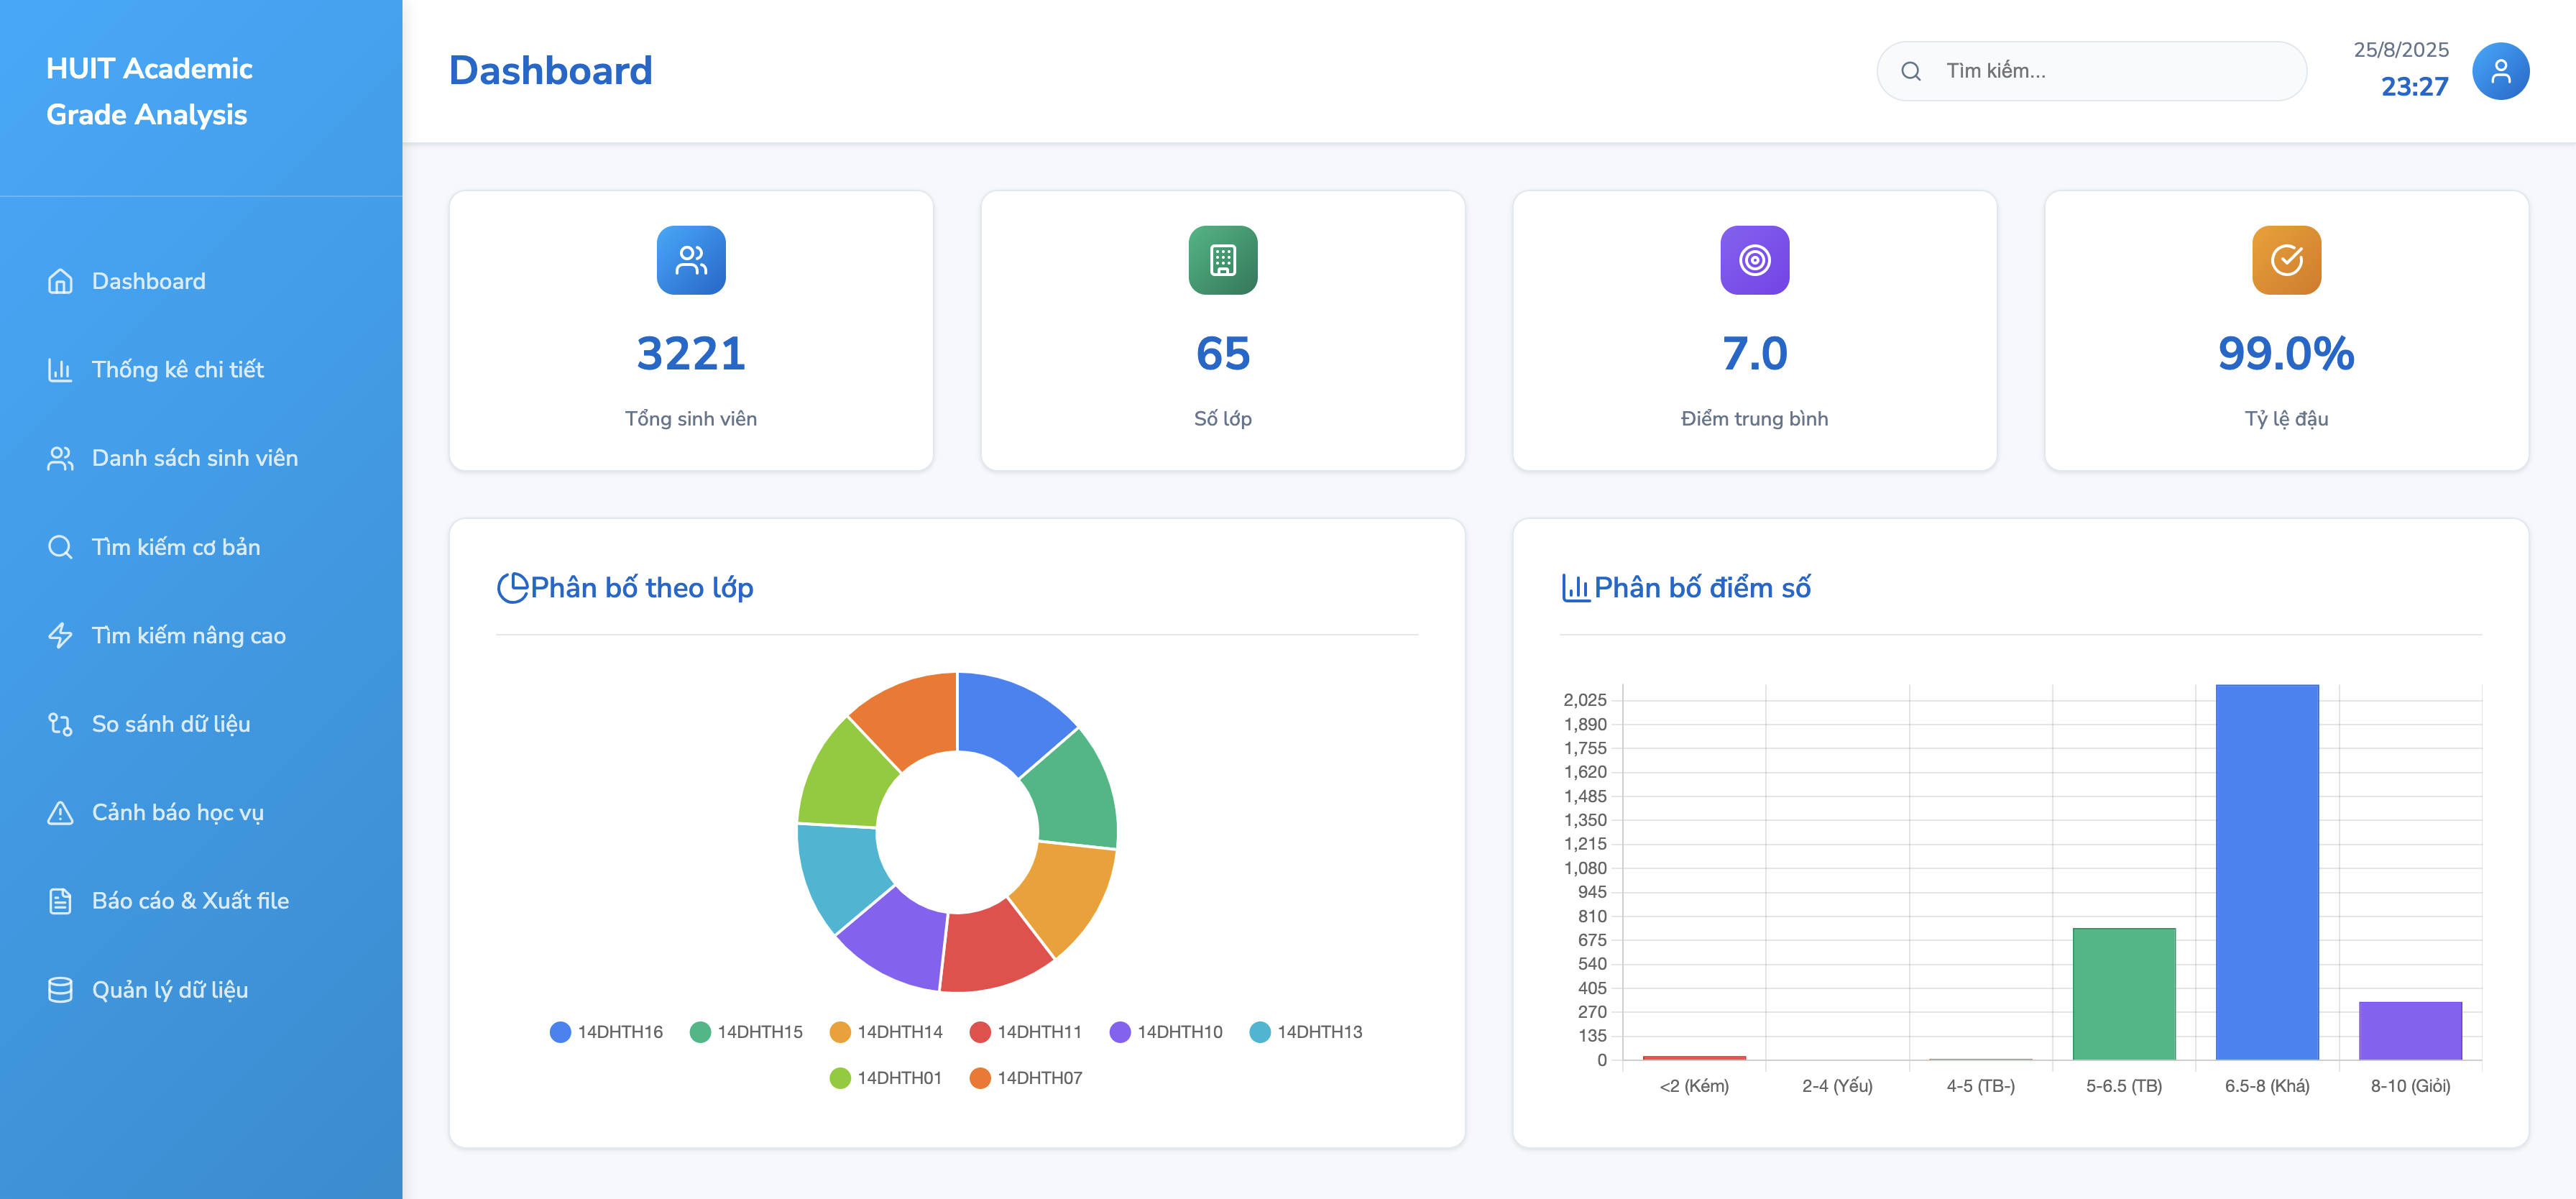 HUIT Academic
Grade Analysis
Dashboard
Thống kê chi tiết
Danh sách sinh viên
Tìm kiếm cơ bản
Tìm kiếm nâng cao
So sánh dữ liệu
Cảnh báo học vụ
Báo cáo & Xuất file
Quản lý dữ liệu
Dashboard
Tìm kiếm...
25/8/2025
23:27
3221
Tổng sinh viên
65
Số lớp
7.0
Điểm trung bình
99.0%
Tỷ lệ đậu
Phân bố theo lớp
14DHTH16 14DHTH15 14DHTH14 14DHTH11 14DHTH10 14DHTH13
14DHTH01 14DHTH07
Phân bố điểm số
2,025
1,890
1,755
1,620
1,485
1,350
1,215
1,080
945
810
675
540
405
270
135
0
<2 (Kém) 2-4 (Yếu) 4-5 (TB-) 5-6.5 (TB) 6.5-8 (Khá) 8-10 (Giỏi)